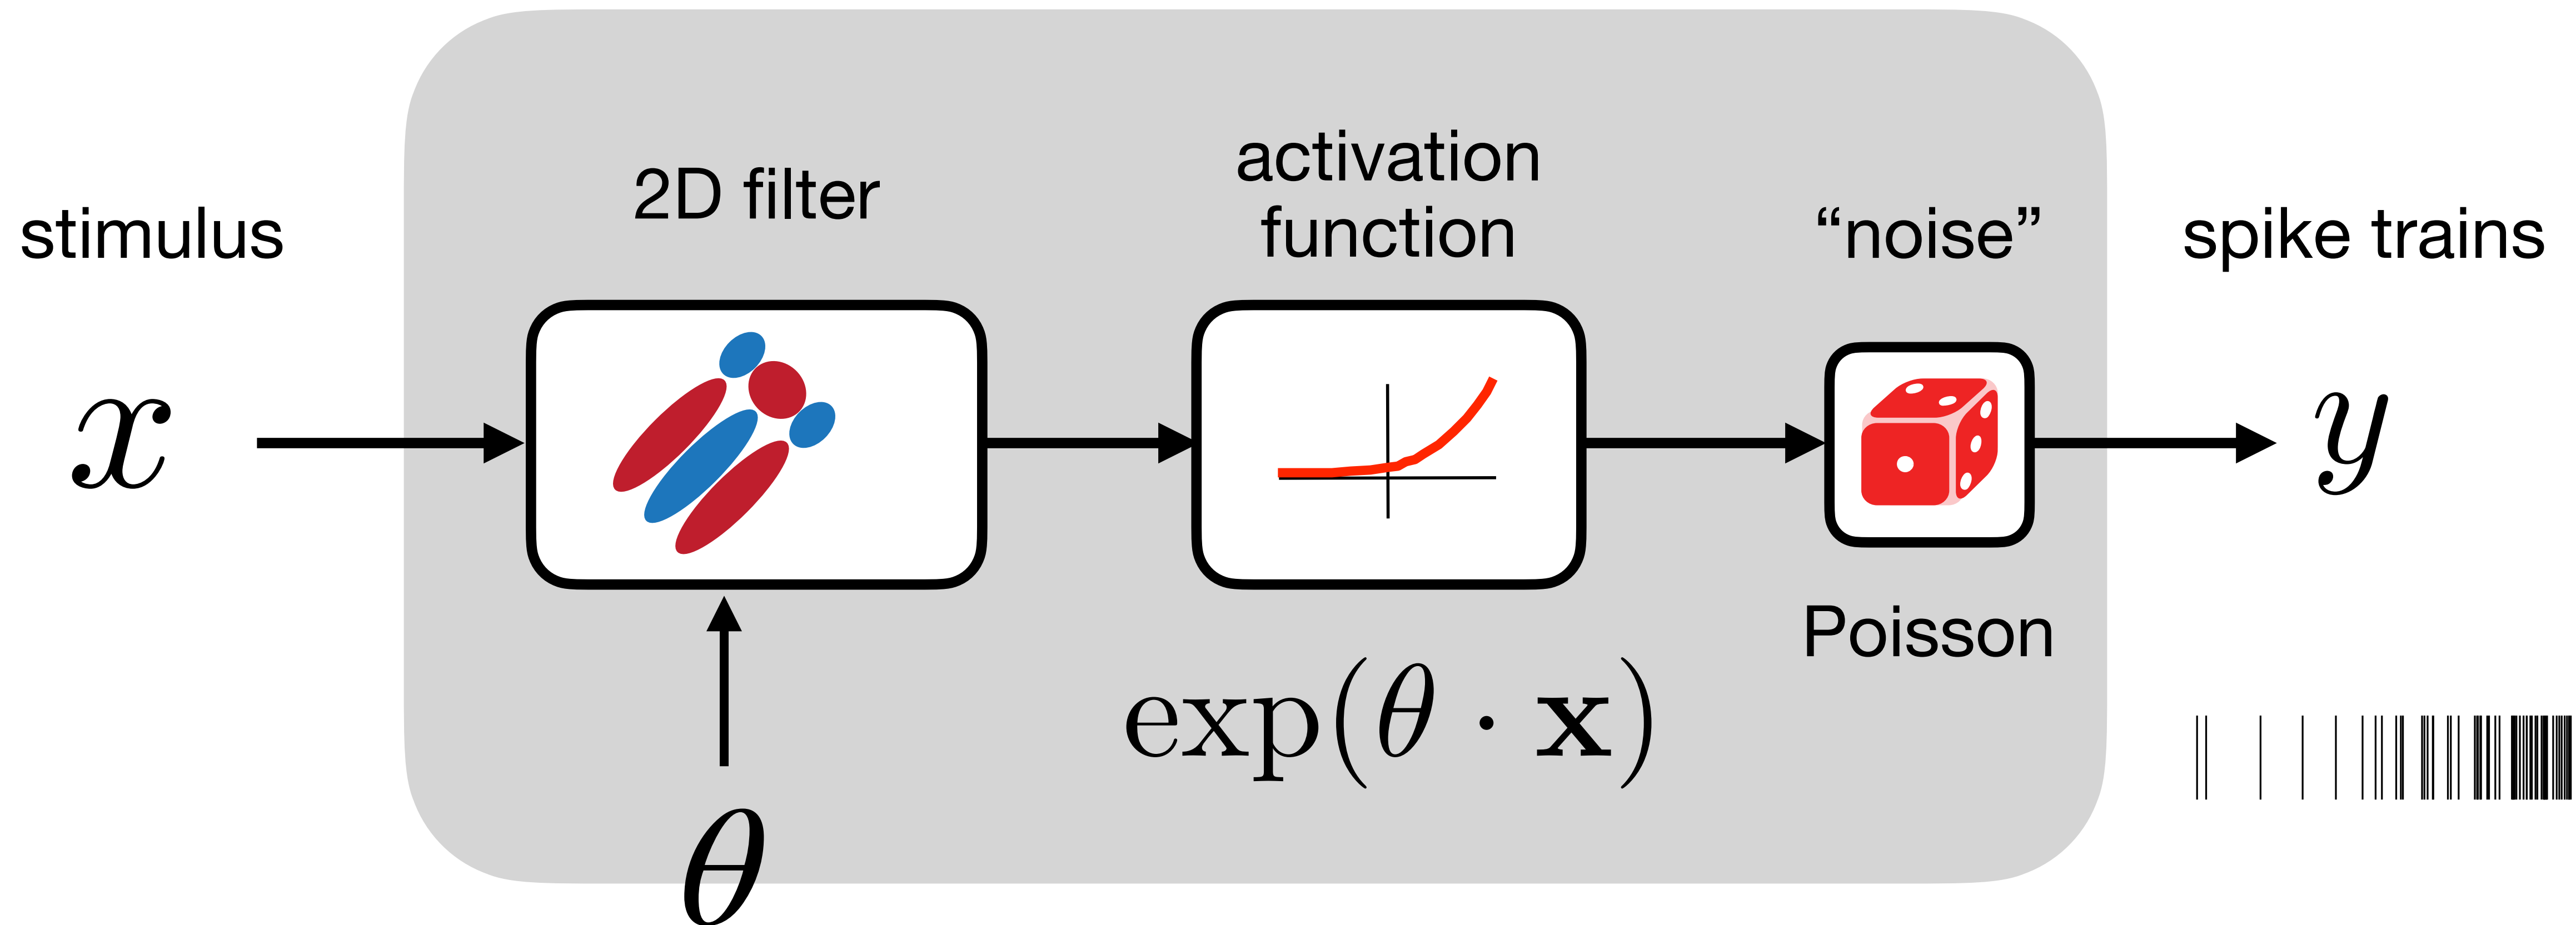 stimulus
2D filter
activation
function
“noise”
spike trains
x
y
Poisson
exp(θ · x)
θ